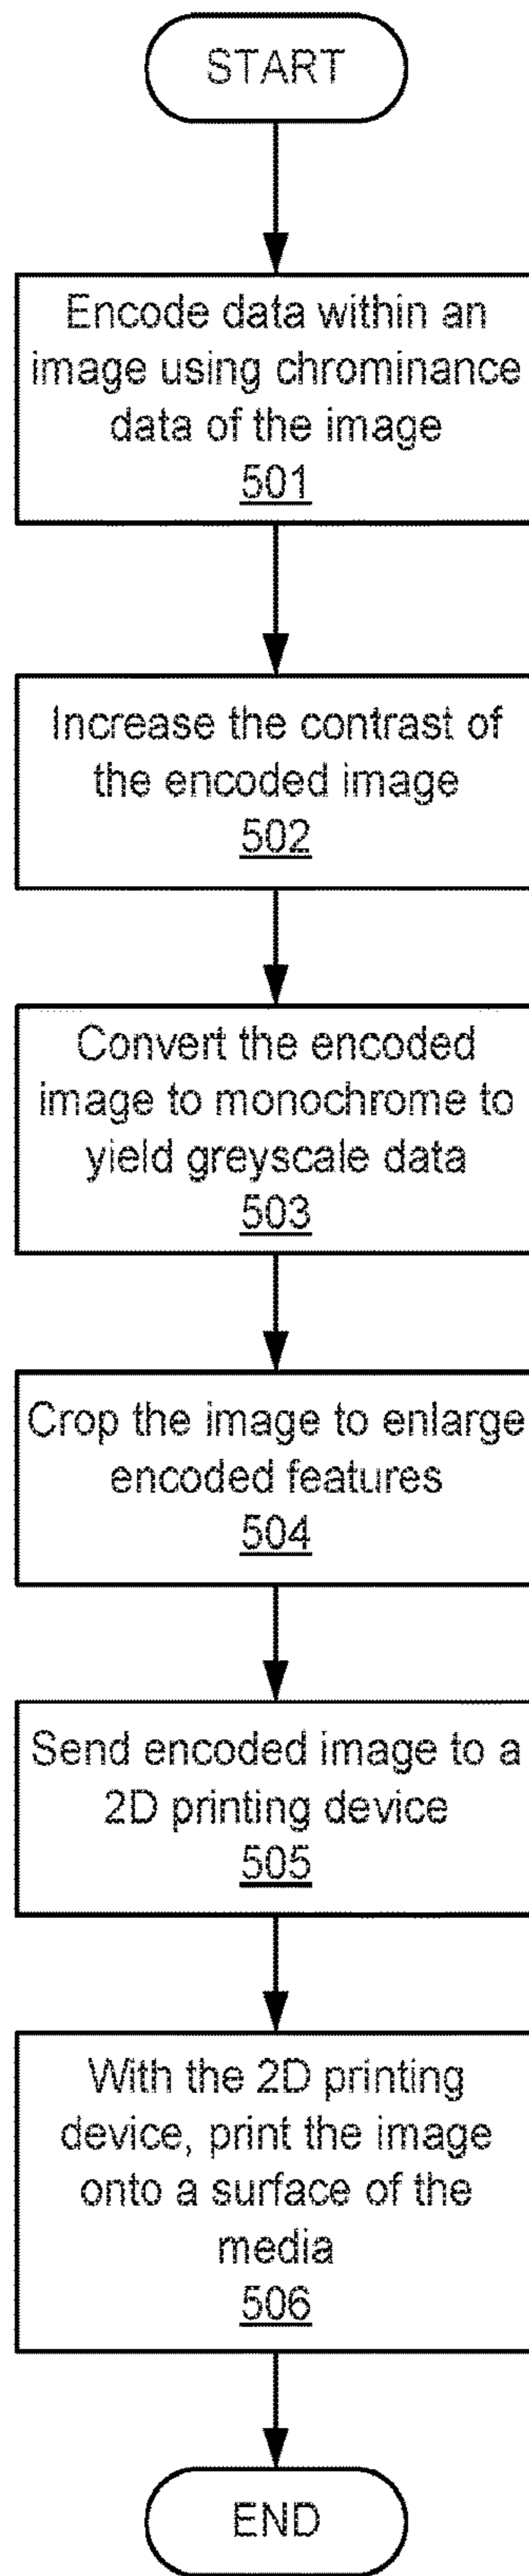 START
Encode data within an
image using chrominance
data of the image
501
Increase the contrast of
the encoded image
502
Convert the encoded
image to monochrome to
yield greyscale data
503
Crop the image to enlarge
encoded features
504
Send encoded image to a
2D printing device
505
With the 2D printing
device, print the image
onto a surface of the
media
506
END